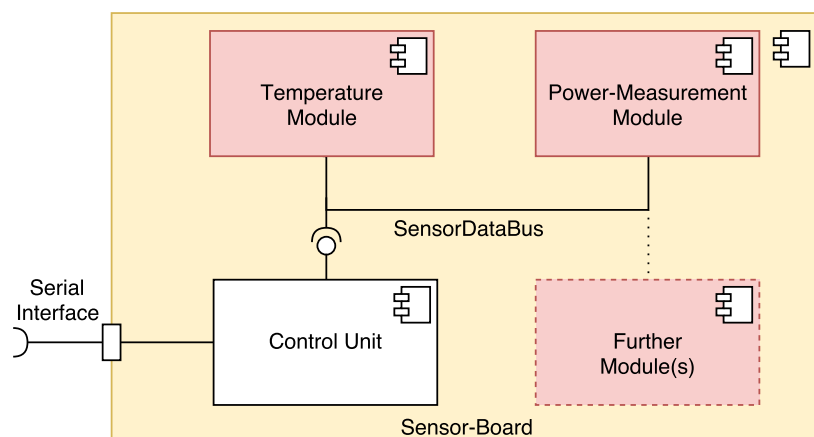 Temperature
Module
Power-Measurement
Module
SensorDataBus
Serial
Interface
Control Unit
Further
Module(s)
Sensor-Board